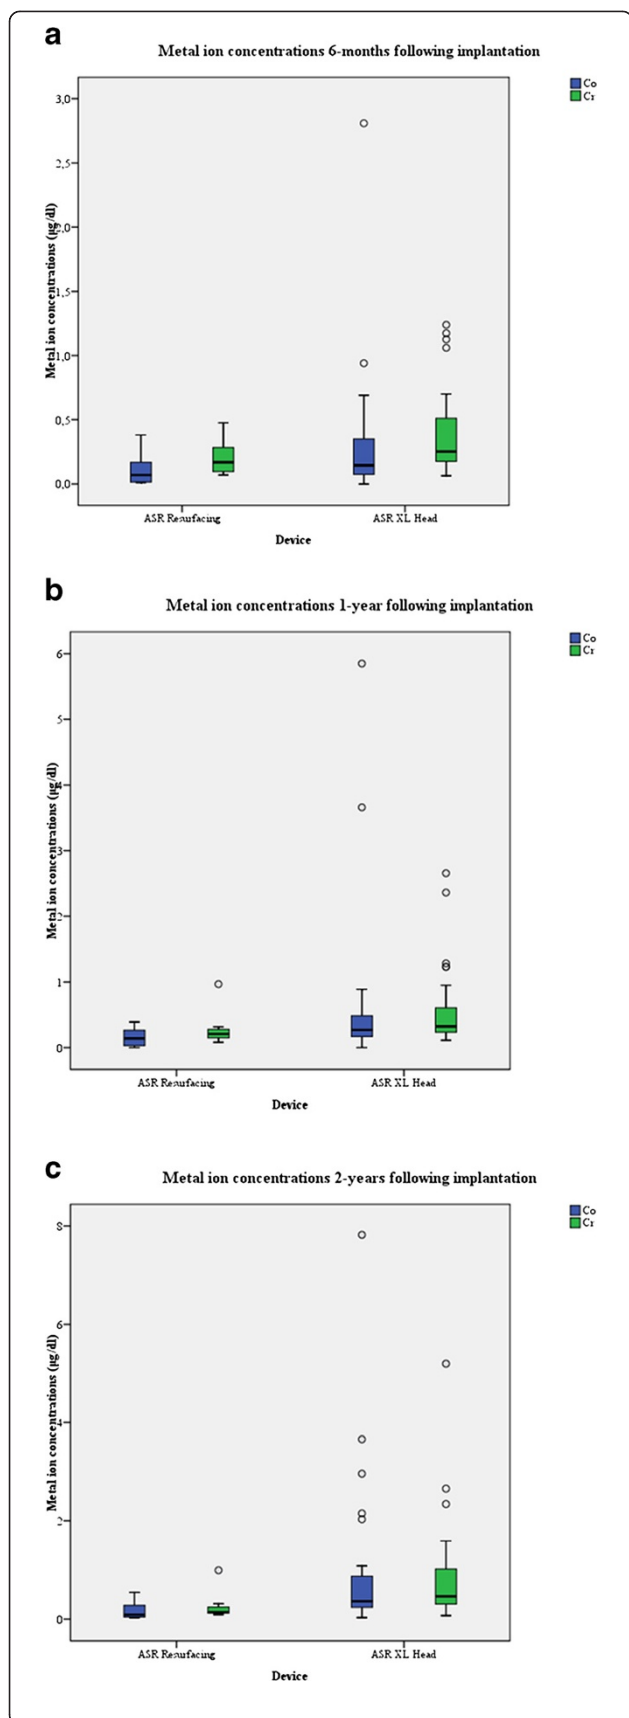 a
Metal ion concentrations 6-months following implantation
Co
Cr
3,0
2,5
2,0
1,5
1,0
0,5
0,0
Metal ion concentrations (µg/dl)
ASR Resurfacing
ASR XL Head
Device
b
Metal ion concentrations 1-year following implantation
Co
Cr
6
5
4
3
2
1
0
Metal ion concentrations (µg/dl)
ASR Resurfacing
ASR XL Head
Device
c
Metal ion concentrations 2-years following implantation
Co
Cr
8
6
4
2
0
Metal ion concentrations (µg/dl)
ASR Resurfacing
ASR XL Head
Device